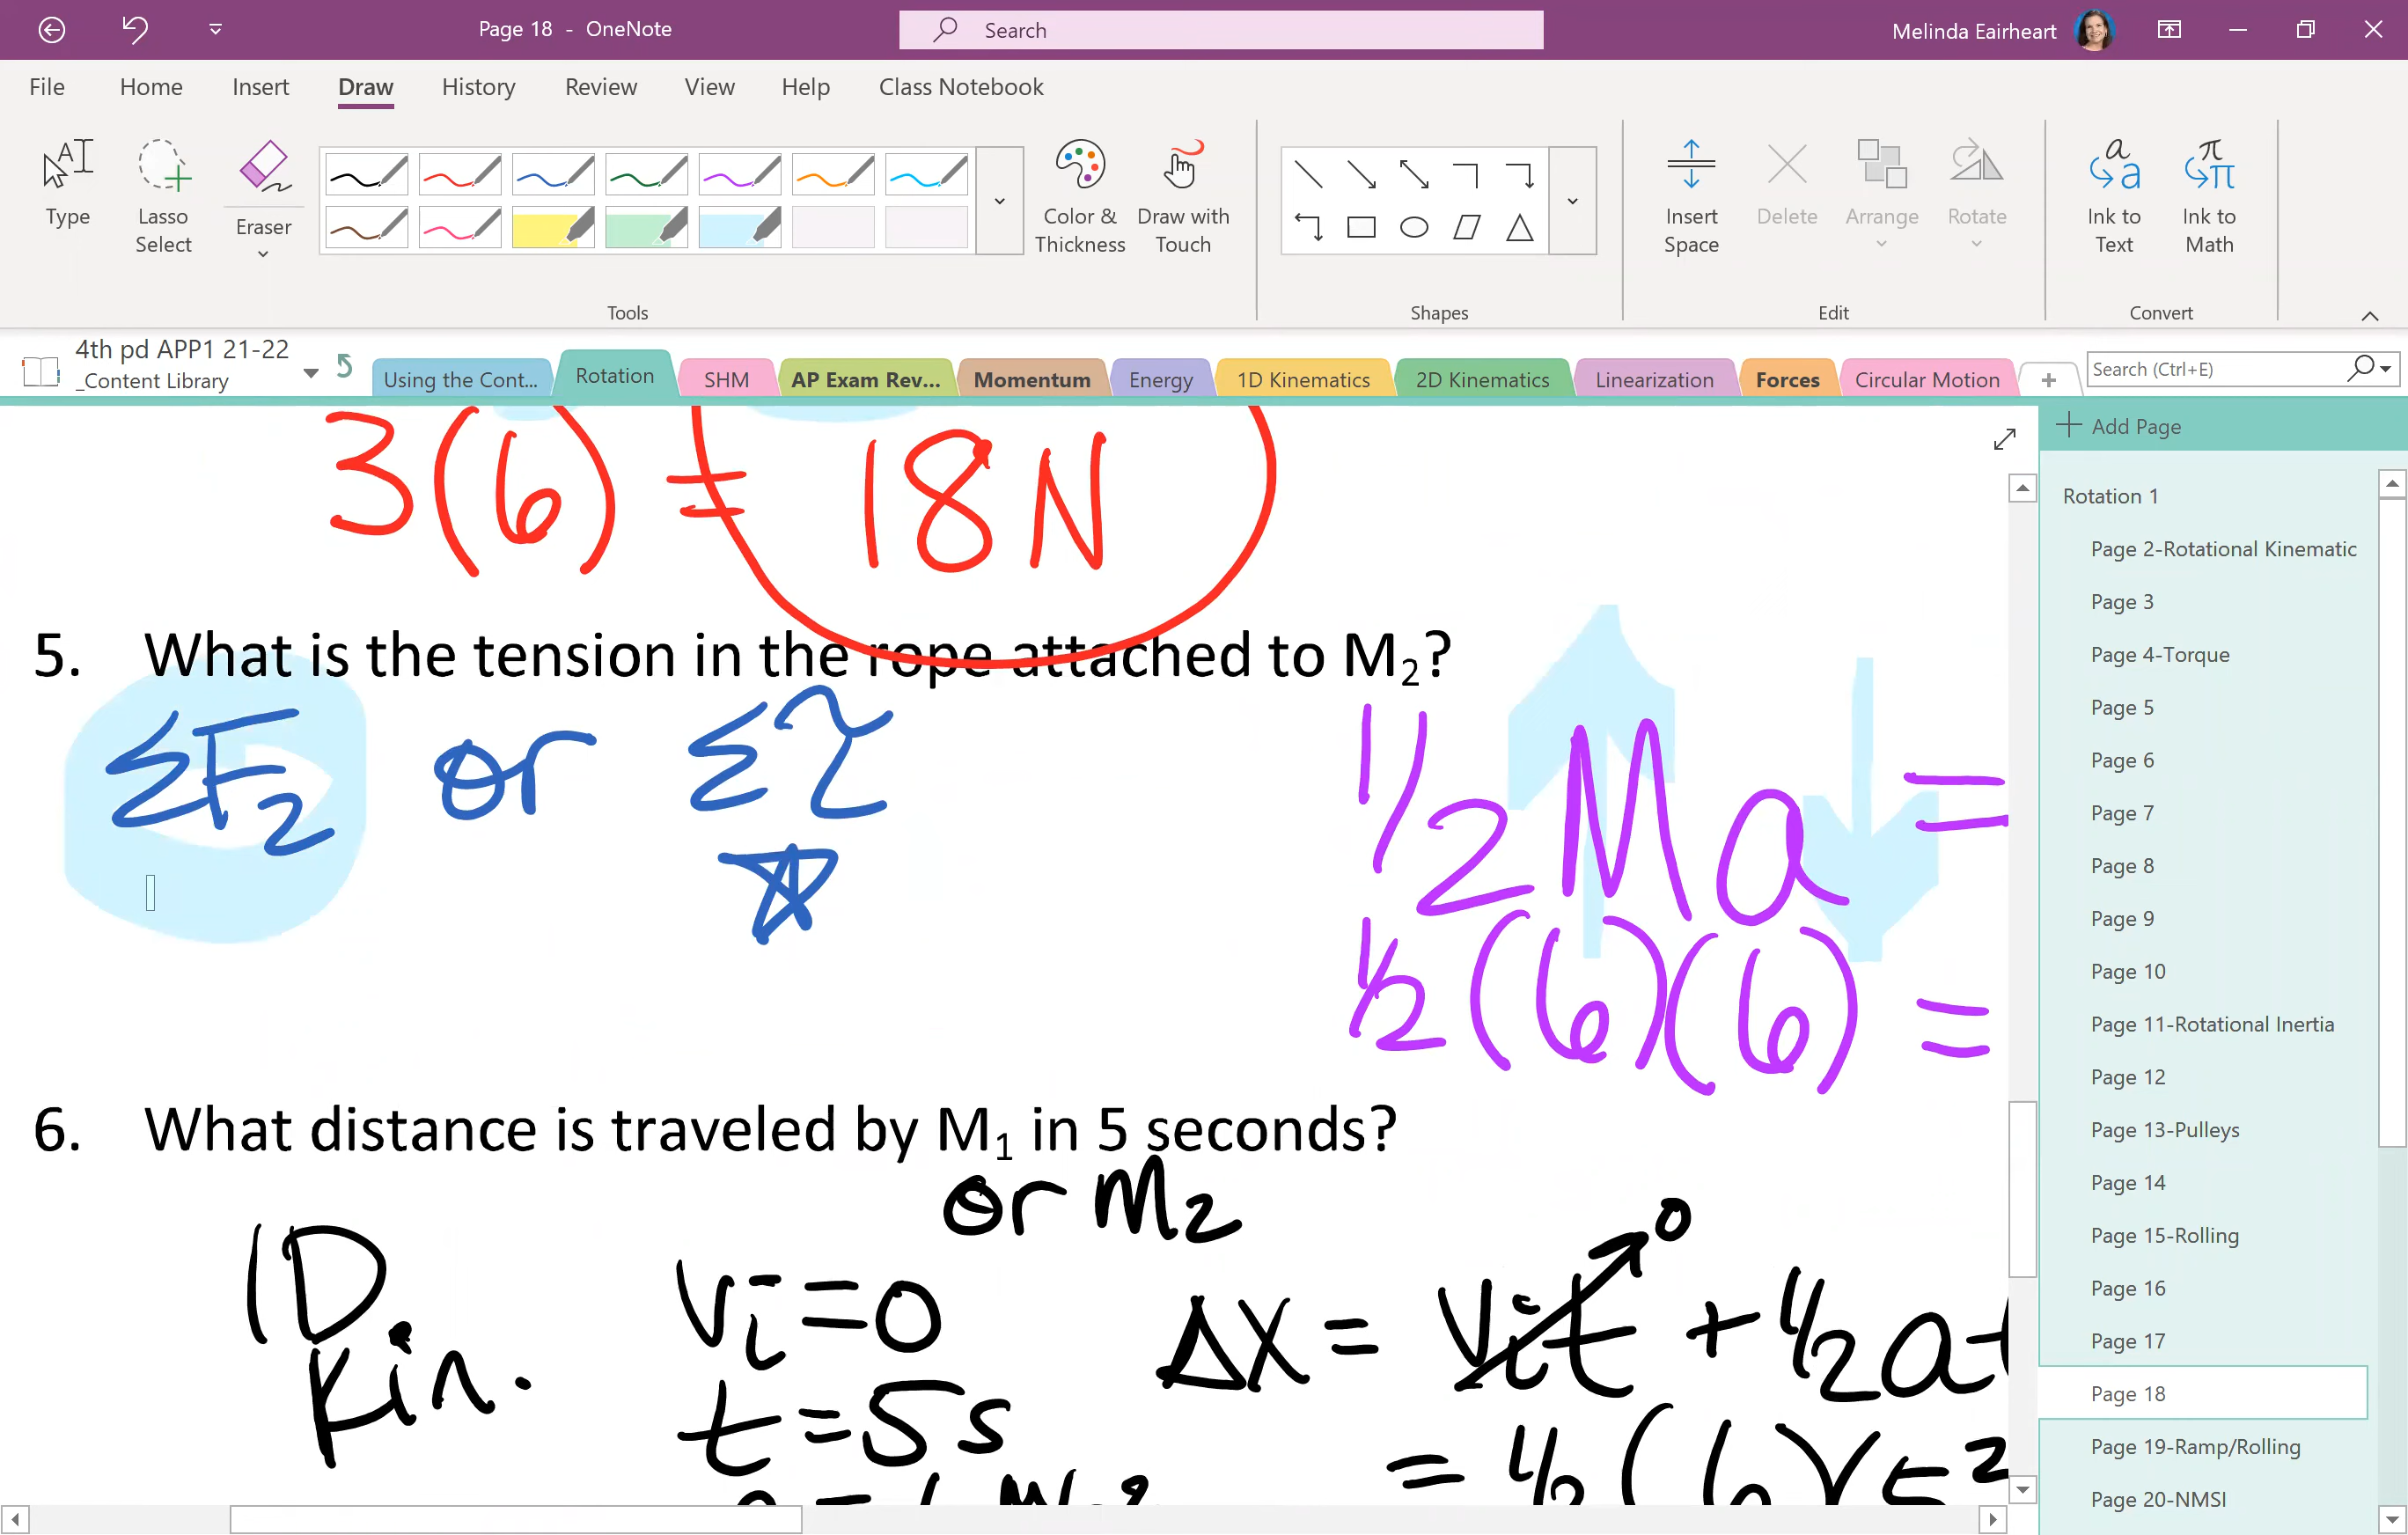 Page 18 - OneNote
Search
Melinda Eairheart
File Home Insert Draw History Review View Help Class Notebook
Type
Lasso Select
Eraser
Color & Thickness
Draw with Touch
Insert Space
Delete
Arrange
Rotate
Ink to Text
Ink to Math
Tools
Shapes
Edit
Convert
4th pd APP1 21-22
_Content Library
Using the Cont... Rotation SHM AP Exam Rev... Momentum Energy 1D Kinematics 2D Kinematics Linearization Forces Circular Motion +
Search (Ctrl+E)
3(6) = 18N
5. What is the tension in the rope attached to M₂?
ΣF₂ or Στ
1/2 Ma =
1/2 (6)(6) =
6. What distance is traveled by M₁ in 5 seconds?
or M₂
1D Kin.
vᵢ = 0
t = 5s
Δx = vᵢt + 1/2 a
0
= 1/2 (6)(5²
Add Page
Rotation 1
Page 2-Rotational Kinematic
Page 3
Page 4-Torque
Page 5
Page 6
Page 7
Page 8
Page 9
Page 10
Page 11-Rotational Inertia
Page 12
Page 13-Pulleys
Page 14
Page 15-Rolling
Page 16
Page 17
Page 18
Page 19-Ramp/Rolling
Page 20-NMSI